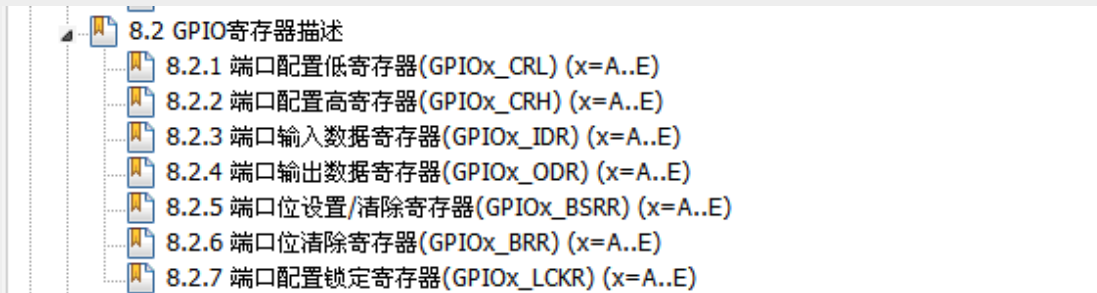 8.2 GPIO寄存器描述
8.2.1 端口配置低寄存器(GPIOx_CRL) (x=A..E)
8.2.2 端口配置高寄存器(GPIOx_CRH) (x=A..E)
8.2.3 端口输入数据寄存器(GPIOx_IDR) (x=A..E)
8.2.4 端口输出数据寄存器(GPIOx_ODR) (x=A..E)
8.2.5 端口位设置/清除寄存器(GPIOx_BSRR) (x=A..E)
8.2.6 端口位清除寄存器(GPIOx_BRR) (x=A..E)
8.2.7 端口配置锁定寄存器(GPIOx_LCKR) (x=A..E)